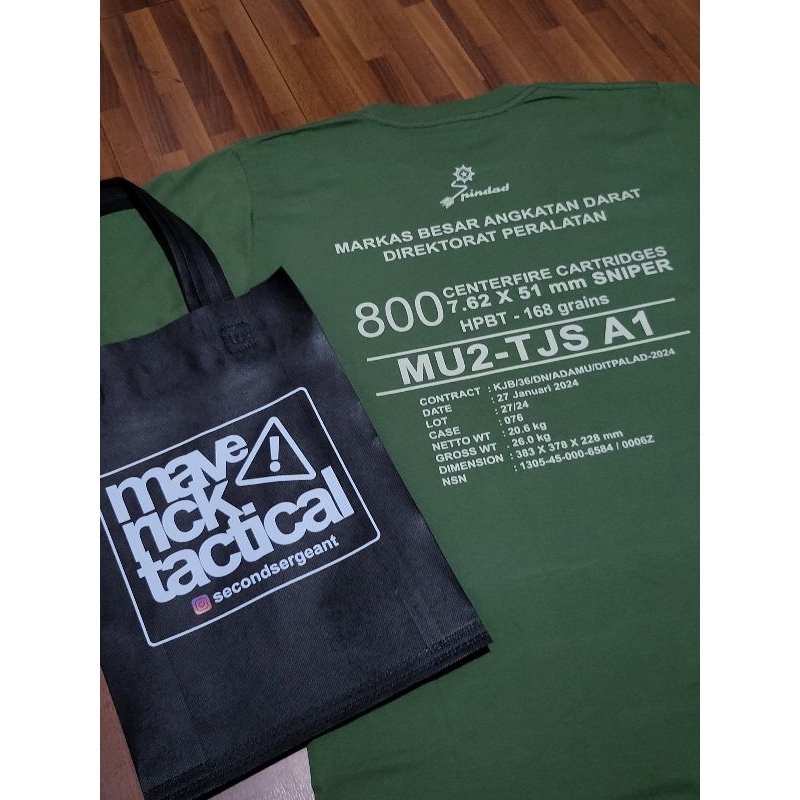 pindad
MARKAS BESAR ANGKATAN DARAT
DIREKTORAT PERALATAN
800
CENTERFIRE CARTRIDGES
7.62 X 51 mm SNIPER
HPBT - 168 grains
MU2-TJS A1
CONTRACT : KJB/36/DN/ADAMU/DITPALAD-2024
DATE : 27 Januari 2024
LOT : 27/24
CASE : 076
NETTO WT : 20.6 kg
GROSS WT : 26.0 kg
DIMENSION : 383 X 378 X 228 mm
NSN : 1305-45-000-6584 / 0006Z
mave
rick
tactical
!
secondsergeant